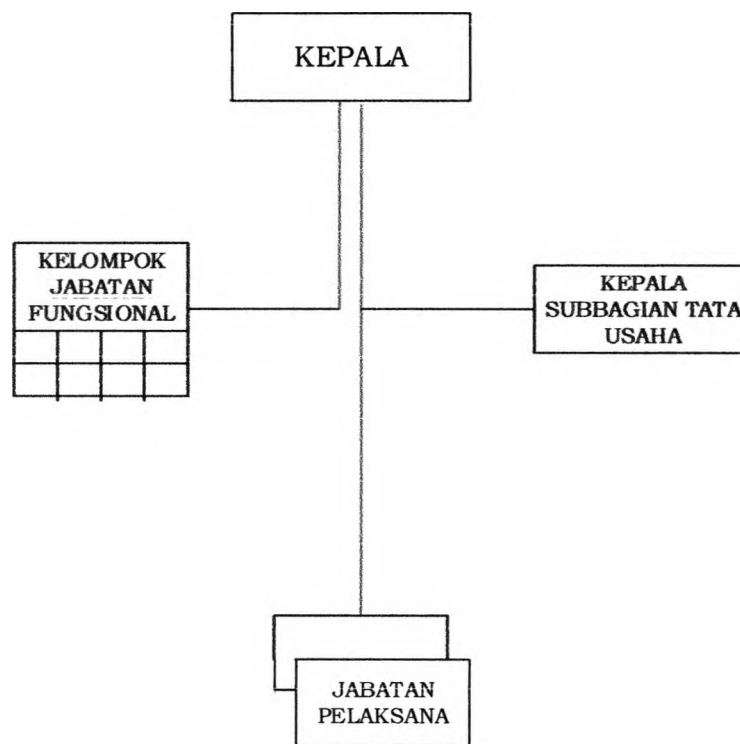 KEPALA
KELOMPOK
JABATAN
FUNGSIONAL
KEPALA
SUBBAGIAN TATA
USAHA
JABATAN
PELAKSANA